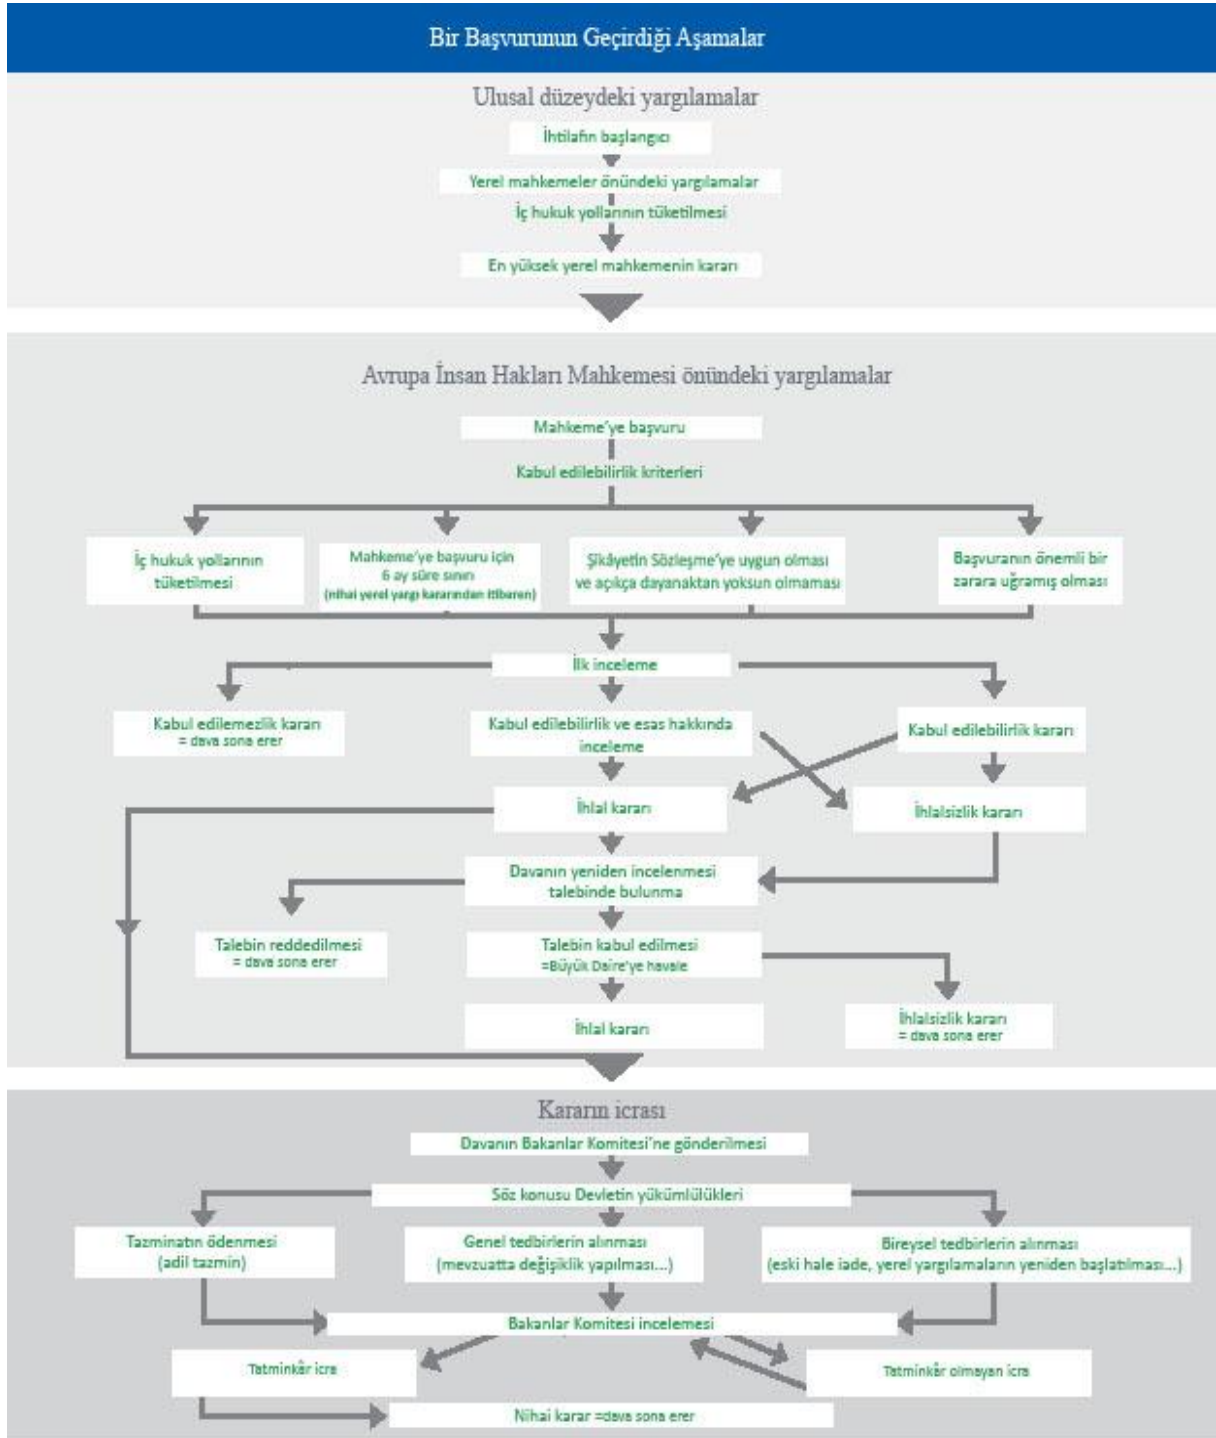 Bir Başvurunun Geçirdiği Aşamalar
Ulusal düzeydeki yargılamalar
İhtilafın başlangıcı
Yerel mahkemeler önündeki yargılamalar
İç hukuk yollarının tüketilmesi
En yüksek yerel mahkemenin kararı
Avrupa İnsan Hakları Mahkemesi önündeki yargılamalar
Mahkeme'ye başvuru
Kabul edilebilirlik kriterleri
İç hukuk yollarının
tüketilmesi
Mahkeme'ye başvuru için
6 ay süre sınırı
(nihai yerel yargı kararından itibaren)
Şikâyetin Sözleşme'ye uygun olması
ve açıkça dayanaktan yoksun olmaması
Başvuranın önemli bir
zarara uğramış olması
İlk inceleme
Kabul edilemezlik kararı
= dava sona erer
Kabul edilebilirlik ve esas hakkında
inceleme
Kabul edilebilirlik kararı
İhlal kararı
İhlalsizlik kararı
Davanın yeniden incelenmesi
talebinde bulunma
Talebin reddedilmesi
= dava sona erer
Talebin kabul edilmesi
=Büyük Daire'ye havale
İhlal kararı
İhlalsizlik kararı
= dava sona erer
Kararın icrası
Davanın Bakanlar Komitesi'ne gönderilmesi
Söz konusu Devletin yükümlülükleri
Tazminatın ödenmesi
(adil tazmin)
Genel tedbirlerin alınması
(mevzuatta değişiklik yapılması...)
Bireysel tedbirlerin alınması
(eski hale iade, yerel yargılamaların yeniden başlatılması...)
Bakanlar Komitesi incelemesi
Tatminkâr icra
Tatminkâr olmayan icra
Nihai karar =dava sona erer